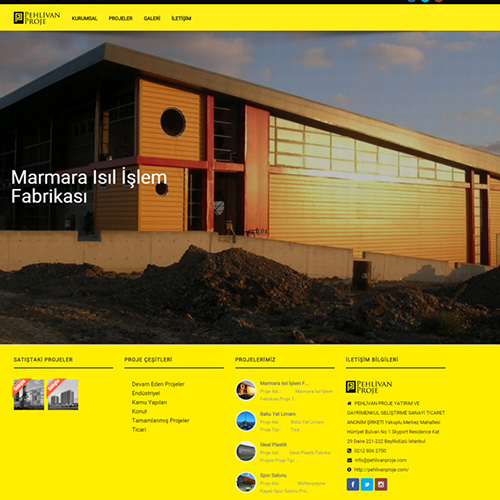 PEHLİVAN
PROJE
KURUMSAL PROJELER GALERİ İLETİŞİM
Marmara Isıl İşlem
Fabrikası
SATIŞTAKİ PROJELER
PROJE ÇEŞİTLERİ
Devam Eden Projeler
Endüstriyel
Kamu Yapıları
Konut
Tamamlanmış Projeler
Ticari
PROJELERİMİZ
Marmara Isıl İşlem F...
Proje Adı : Marmara Isıl İşlem
Fabrikası Proje T...
Batu Yat Limanı
Proje Adı : Batu Yat Limanı
Proje Tipi :
İdeal Plastik
Proje Adı : İdeal Plastik Fabrika
Projesi Proje Tipi : ...
Spor Salonu
Proje Adı :
Kapalı Spor Salonu Pro...
İLETİŞİM BİLGİLERİ
PEHLİVAN
PROJE
PEHLİVAN PROJE YATIRIM VE
GAYRİMENKUL GELİŞTİRME SANAYİ TİCARET
ANONİM ŞİRKETİ Yakuplu Merkez Mahallesi
Hürriyet Bulvarı No:1 Skyport Residence Kat
29 Daire 221-222 Beylikdüzü İstanbul
0212 806 2750
info@pehlivanproje.com
http://pehlivanproje.com/